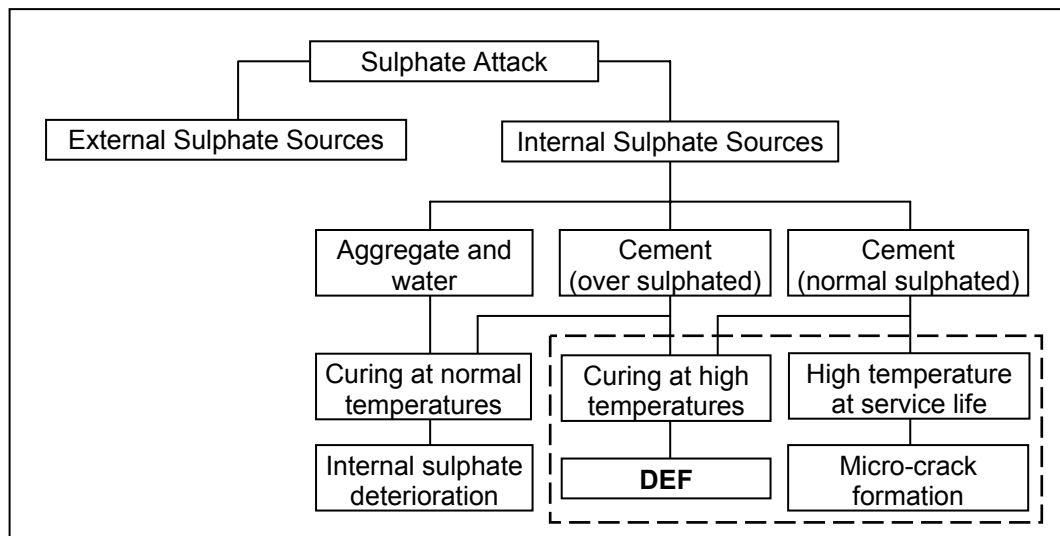 Sulphate Attack
External Sulphate Sources
Internal Sulphate Sources
Aggregate and
water
Cement
(over sulphated)
Cement
(normal sulphated)
Curing at normal
temperatures
Curing at high
temperatures
High temperature
at service life
Internal sulphate
deterioration
DEF
Micro-crack
formation